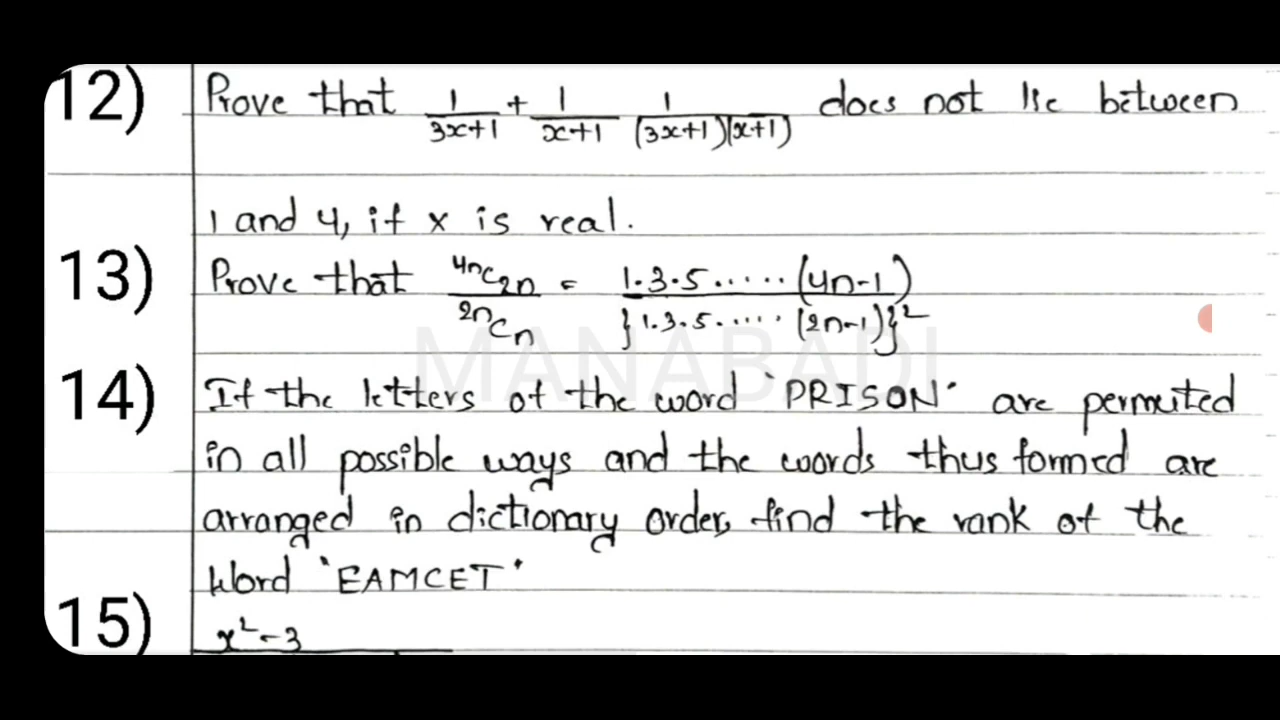 12) Prove that 1/(3x+1) + 1/(x+1) 1/((3x+1)(x+1)) does not lie between
1 and 4, if x is real.
13) Prove that ⁴ⁿC₂ₙ / ²ⁿCₙ = 1.3.5......(4n-1) / {1.3.5...... (2n-1)}²
MANABADI
14) If the letters of the word 'PRISON' are permuted
in all possible ways and the words thus formed are
arranged in dictionary order, find the rank of the
Word 'EAMCET'
15) x²-3